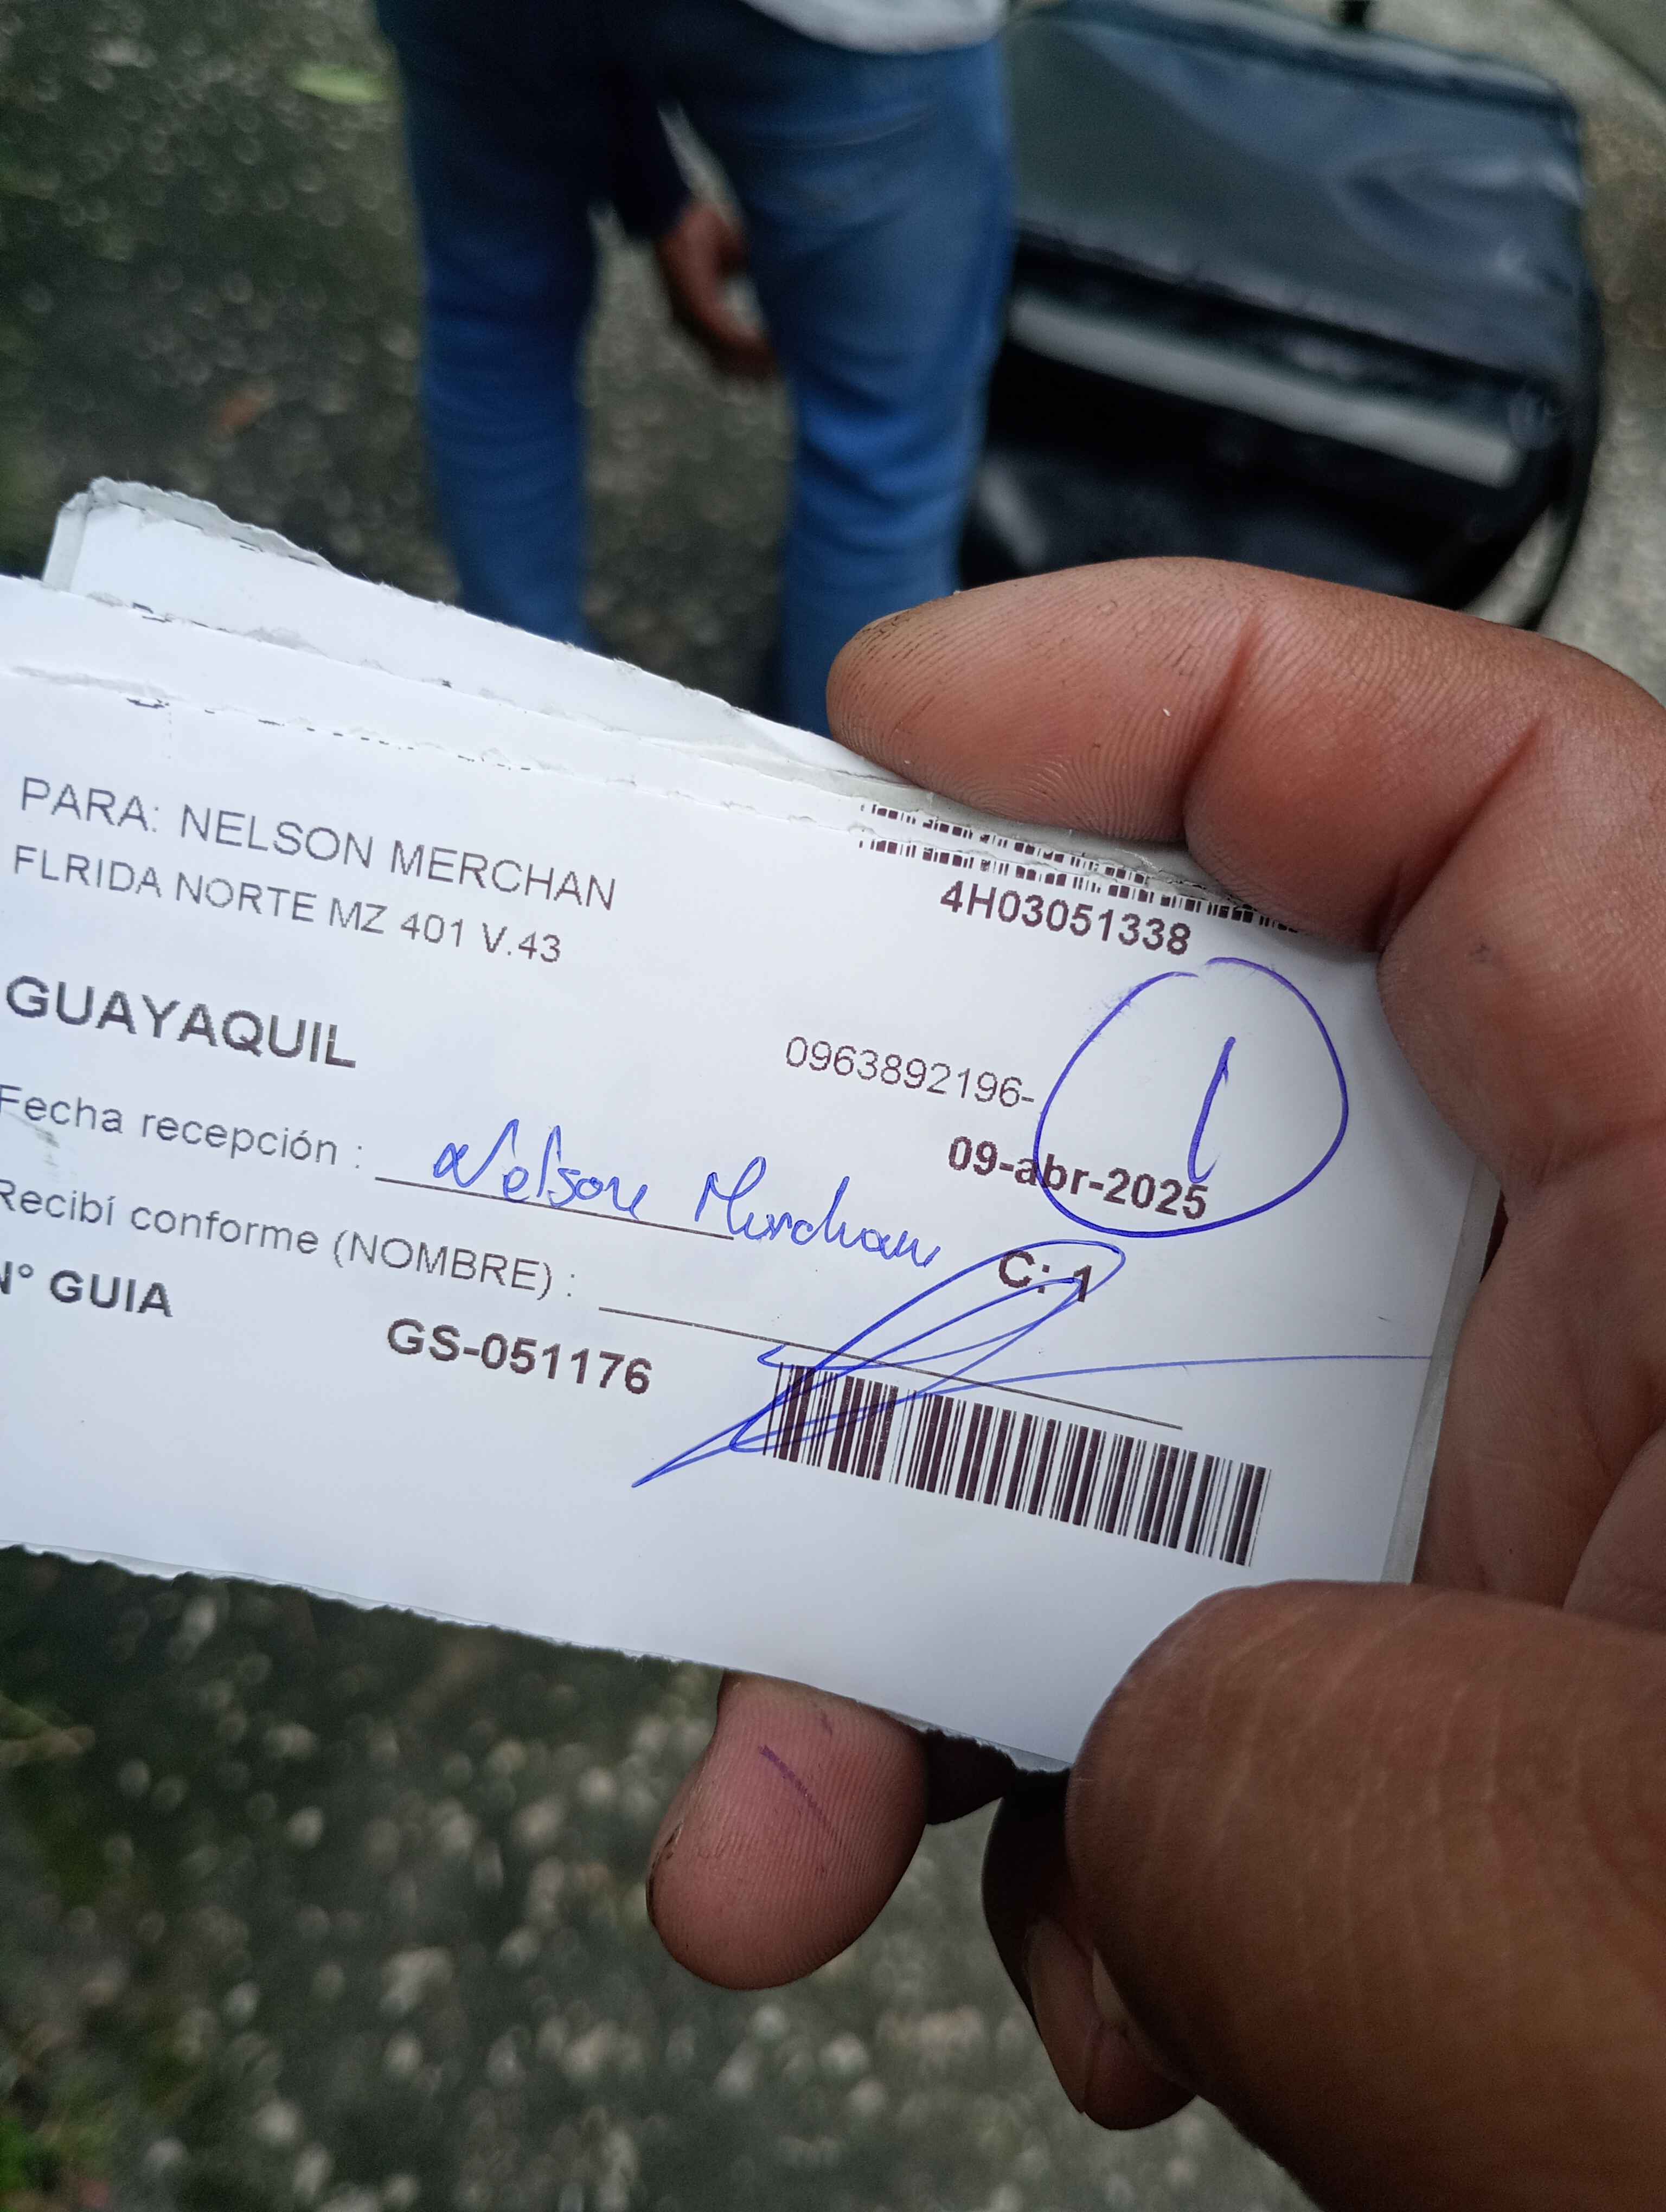 PARA: NELSON MERCHAN
4H03051338
FLRIDA NORTE MZ 401 V.43
GUAYAQUIL
0963892196-
1
09-abr-2025
Fecha recepción :
Nelson Merchan
C: 1
Recibí conforme (NOMBRE) :
N° GUIA
GS-051176